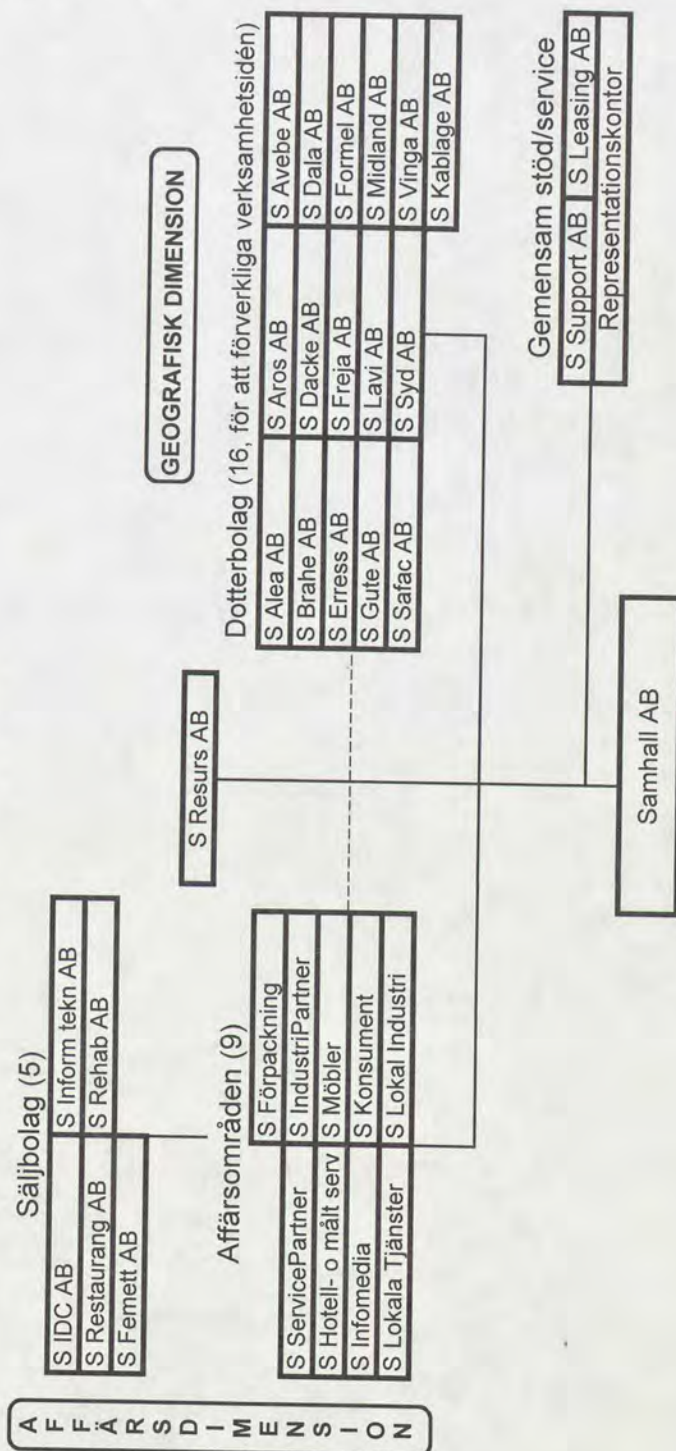 AFFÄRSDIMENSION
GEOGRAFISK DIMENSION
Säljbolag (5)
S IDC AB
S Inform tekn AB
S Restaurang AB
S Rehab AB
S Femett AB
Affärsområden (9)
S Förpackning
S ServicePartner
S IndustriPartner
S Hotell- o målt serv
S Möbler
S Infomedia
S Konsument
S Lokala Tjänster
S Lokal Industri
S Resurs AB
Dotterbolag (16, för att förverkliga verksamhetsidén)
S Alea AB
S Aros AB
S Avebe AB
S Brahe AB
S Dacke AB
S Dala AB
S Erress AB
S Freja AB
S Formel AB
S Gute AB
S Lavi AB
S Midland AB
S Safac AB
S Syd AB
S Vinga AB
S Kablage AB
Gemensam stöd/service
S Support AB
S Leasing AB
Representationskontor
Samhall AB